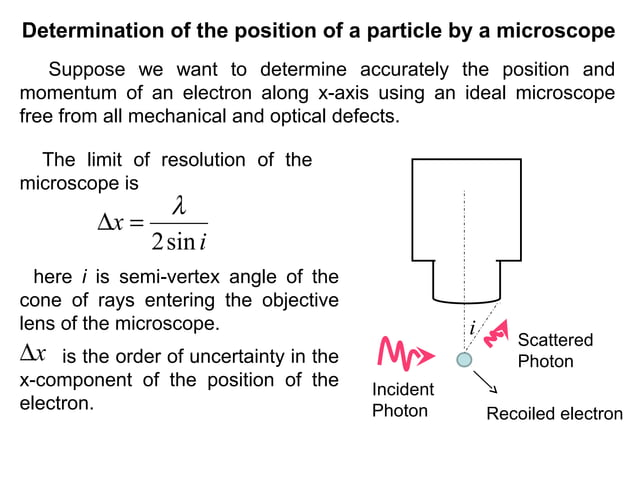 Determination of the position of a particle by a microscope
Suppose we want to determine accurately the position and
momentum of an electron along x-axis using an ideal microscope
free from all mechanical and optical defects.
The limit of resolution of the
microscope is
Δx = λ / 2 sin i
here i is semi-vertex angle of the
cone of rays entering the objective
lens of the microscope.
Δx is the order of uncertainty in the
x-component of the position of the
electron.
i
Scattered
Photon
Incident
Photon
Recoiled electron